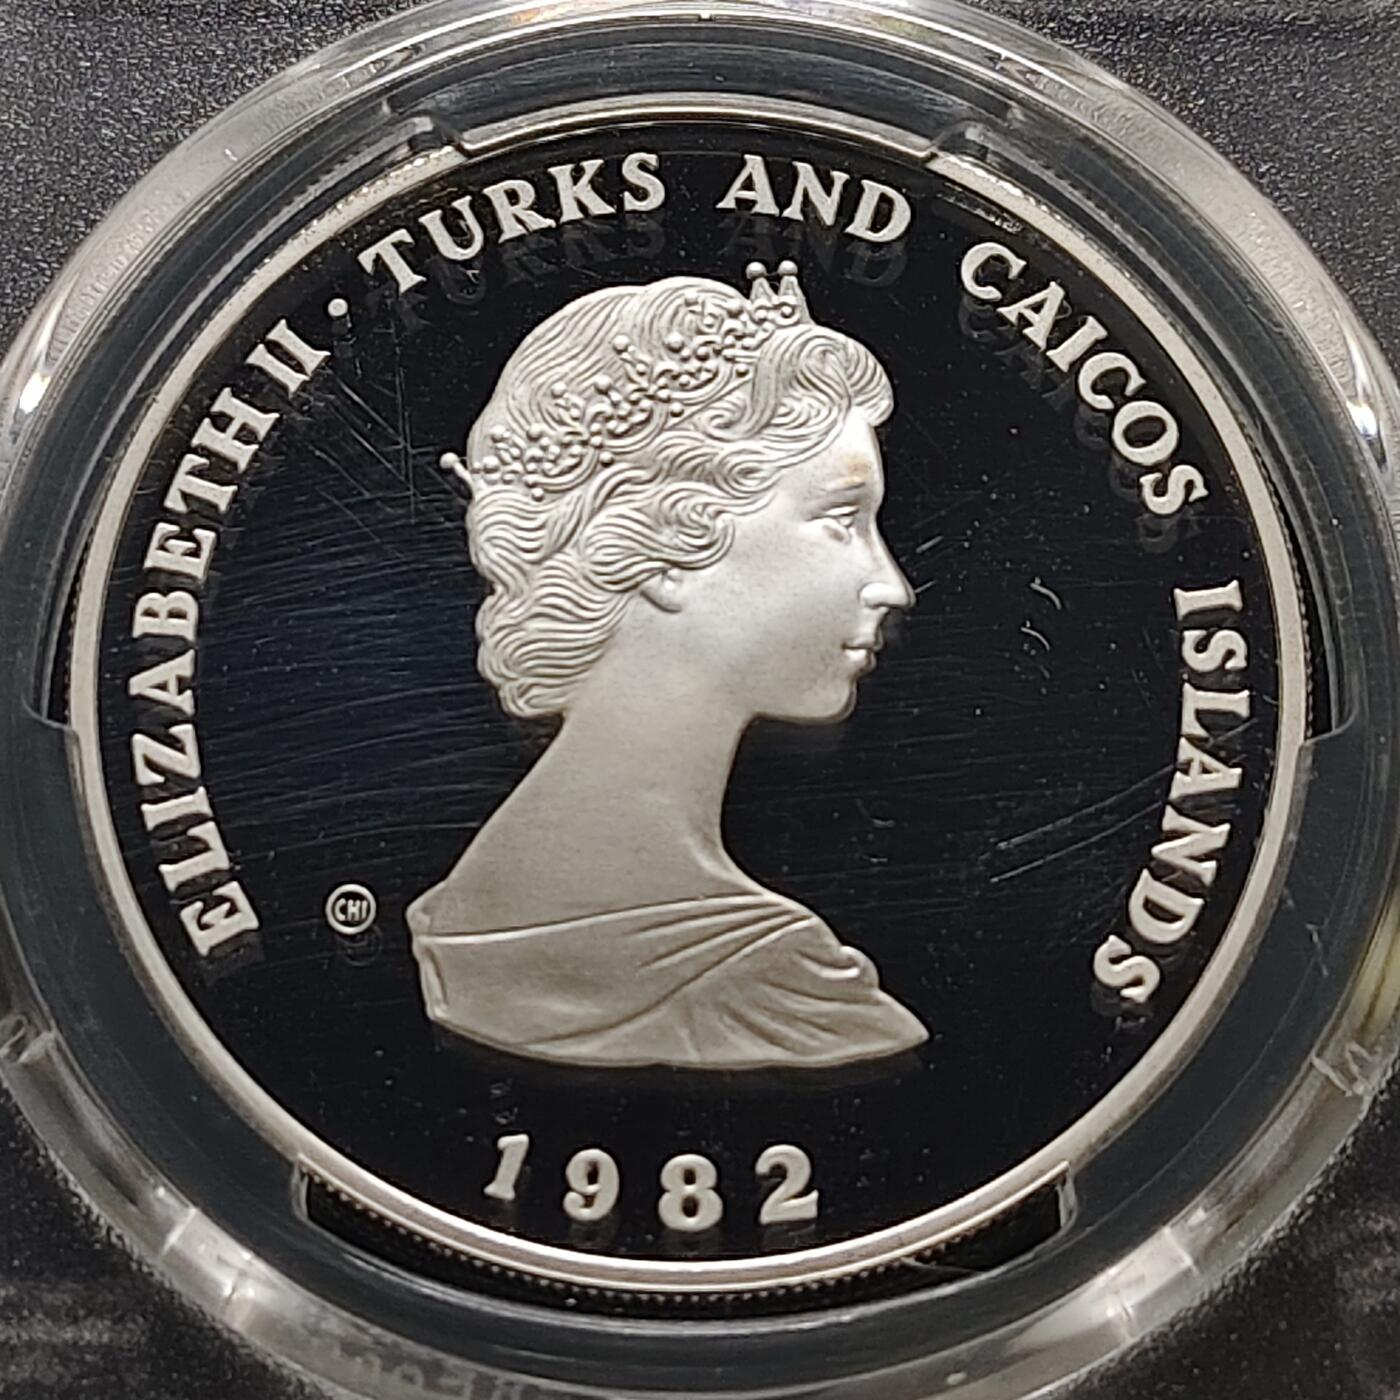 ELIZABETH II · TURKS AND CAICOS ISLANDS
CHI
1982